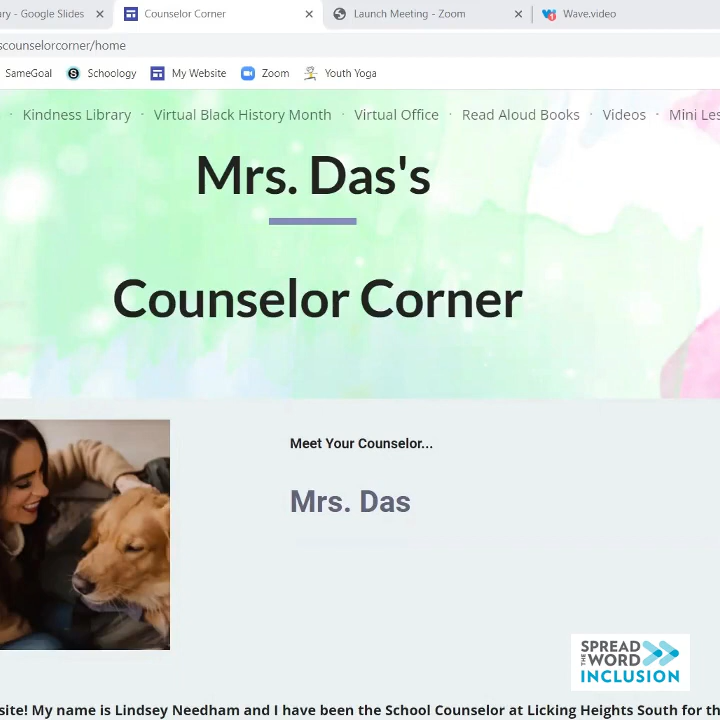 ry - Google Slides
Counselor Corner
Launch Meeting - Zoom
Wave.video
scounselorcorner/home
SameGoal
Schoology
My Website
Zoom
Youth Yoga
Kindness Library · Virtual Black History Month · Virtual Office · Read Aloud Books · Videos · Mini Les
Mrs. Das's
Counselor Corner
Meet Your Counselor...
Mrs. Das
SPREAD
THE WORD
INCLUSION
site! My name is Lindsey Needham and I have been the School Counselor at Licking Heights South for th